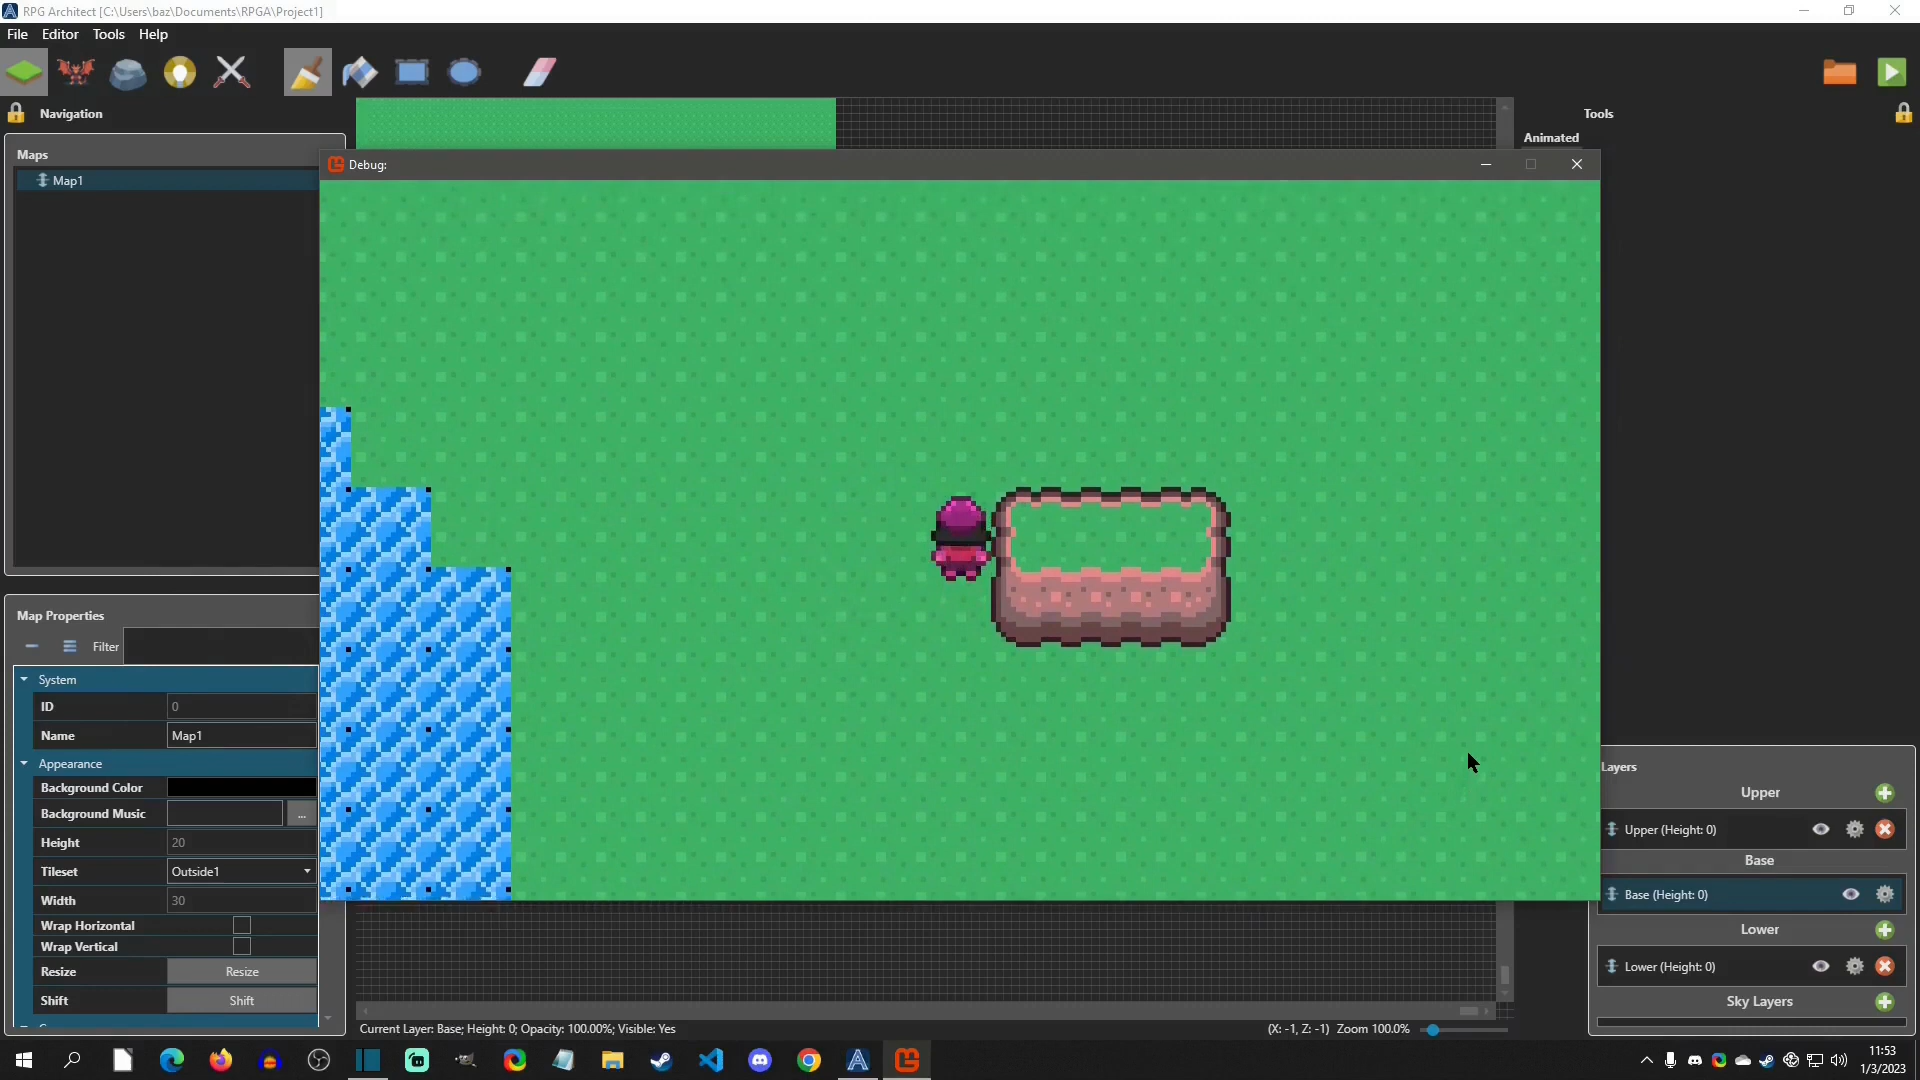 RPG Architect [C:\Users\baz\Documents\RPGA\Project1]
File Editor Tools Help
Navigation
Tools
Animated
Maps
Map1
Debug:
Map Properties
Filter
System
ID 0
Name Map1
Appearance
Background Color
Background Music ...
Height 20
Tileset Outside1
Width 30
Wrap Horizontal
Wrap Vertical
Resize Resize
Shift Shift
Layers
Upper
Upper (Height: 0)
Base
Base (Height: 0)
Lower
Lower (Height: 0)
Sky Layers
Current Layer: Base; Height: 0; Opacity: 100.00%; Visible: Yes
(X: -1, Z: -1) Zoom 100.0%
11:53
1/3/2023